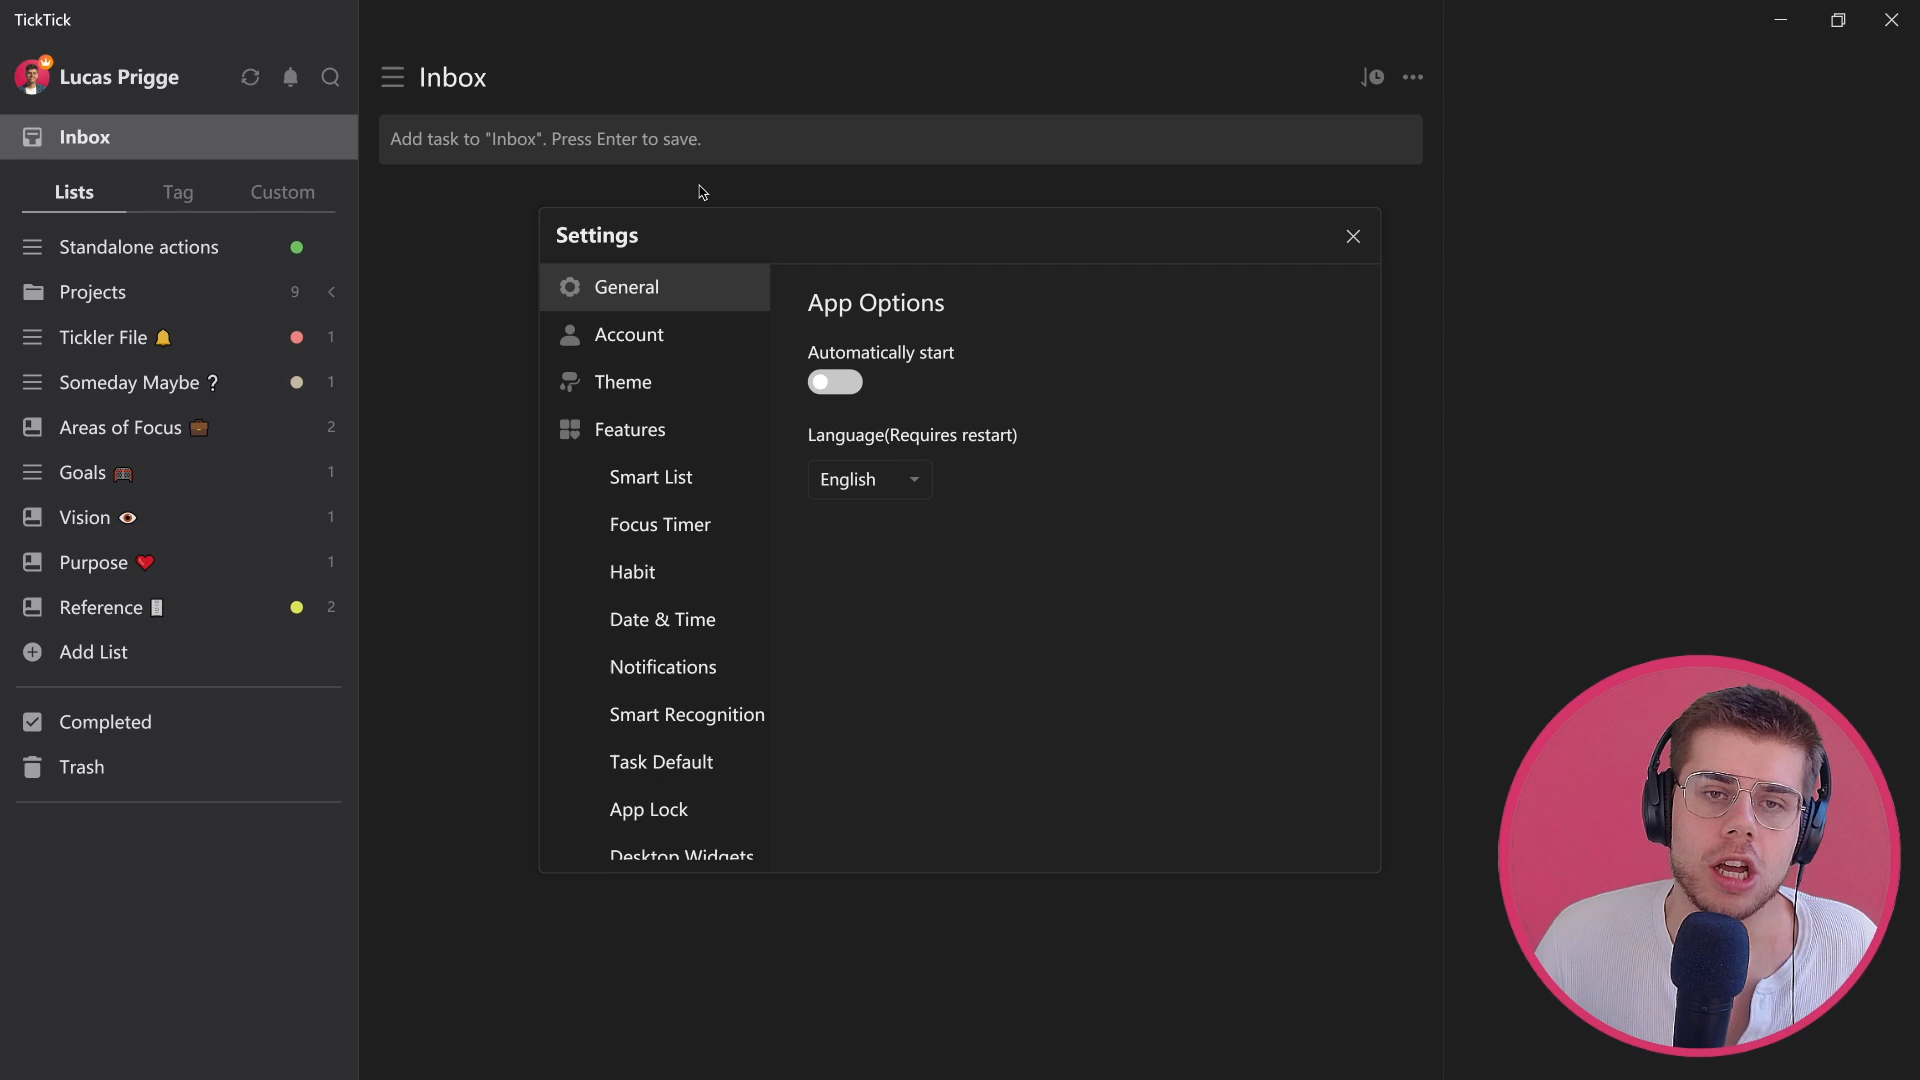 TickTick
Lucas Prigge
Inbox
Lists Tag Custom
Standalone actions
Projects 9
Tickler File 🔔 1
Someday Maybe ❔ 1
Areas of Focus 💼 2
Goals 🥅 1
Vision 👁️ 1
Purpose ❤️ 1
Reference 🗄️ 2
Add List
Completed
Trash
Inbox
Add task to "Inbox". Press Enter to save.
Settings
General
Account
Theme
Features
Smart List
Focus Timer
Habit
Date & Time
Notifications
Smart Recognition
Task Default
App Lock
Desktop Widgets
App Options
Automatically start
Language(Requires restart)
English